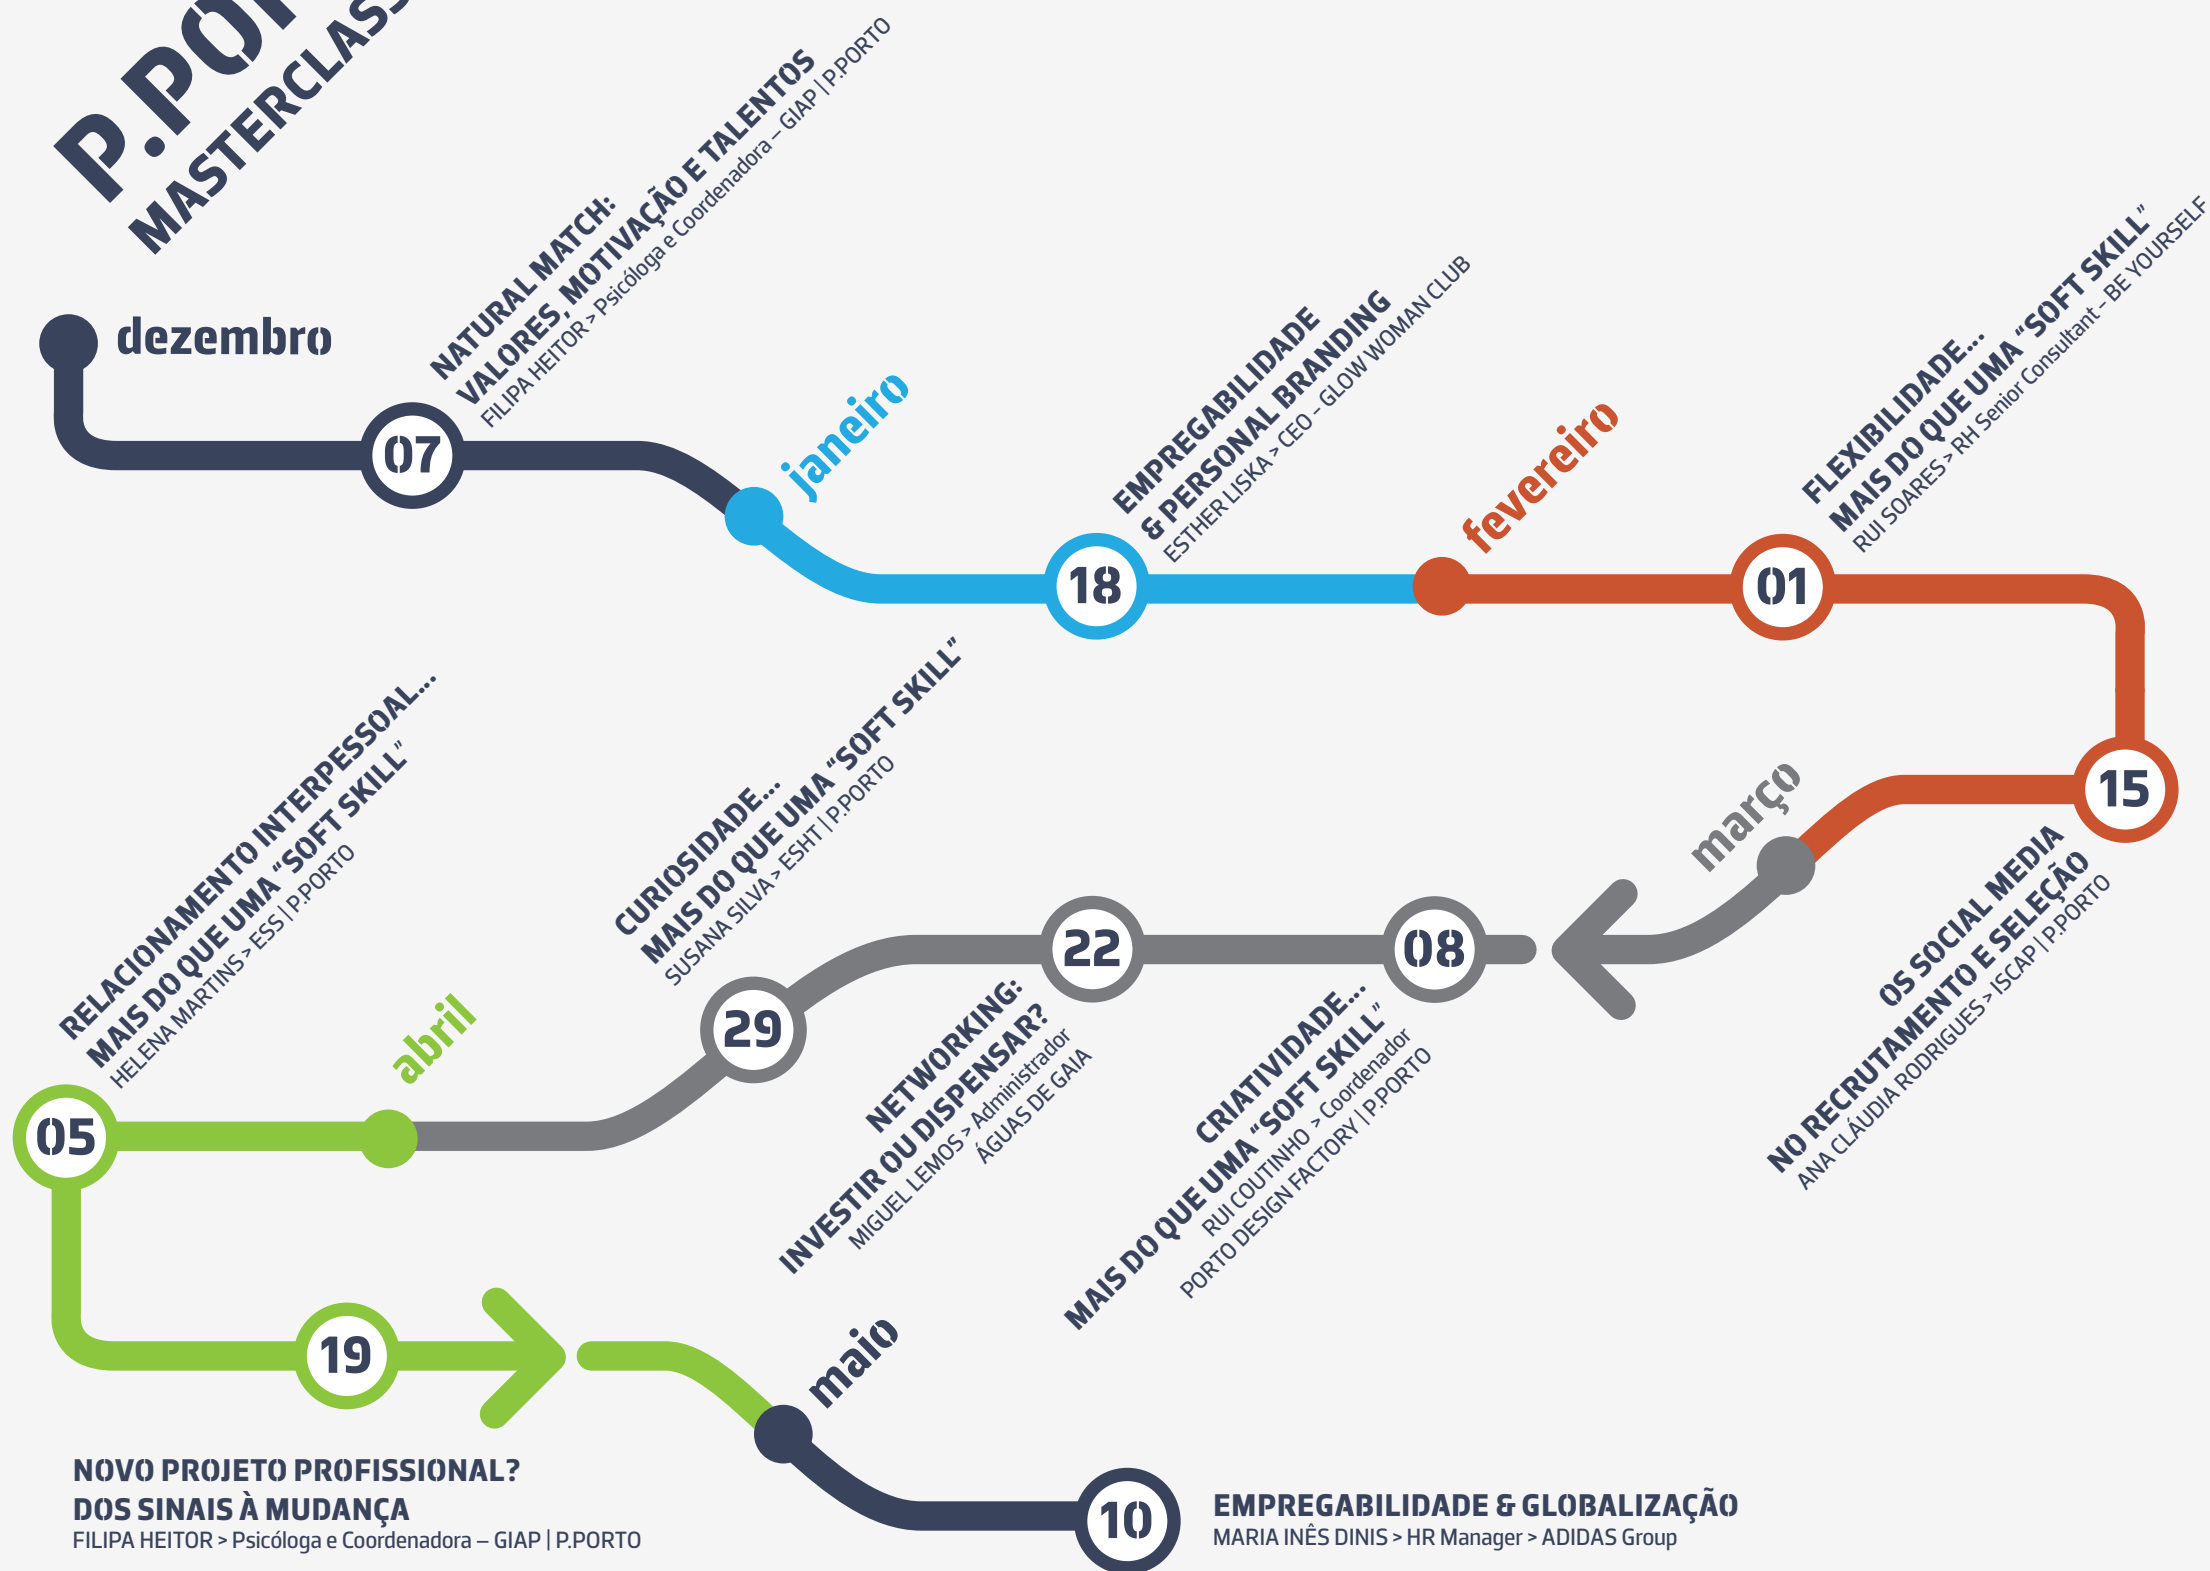 MASTERCLASS
dezembro
07
NATURAL MATCH:
VALORES, MOTIVAÇÃO E TALENTOS
FILIPA HEITOR > Psicóloga e Coordenadora – GIAP | P.PORTO
janeiro
18
EMPREGABILIDADE
& PERSONAL BRANDING
ESTHER LISKA > CEO – GLOW WOMAN CLUB
fevereiro
01
FLEXIBILIDADE...
MAIS DO QUE UMA “SOFT SKILL”
RUI SOARES > RH Senior Consultant – BE YOURSELF
15
OS SOCIAL MEDIA
NO RECRUTAMENTO E SELEÇÃO
ANA CLÁUDIA RODRIGUES > ISCAP | P.PORTO
março
08
CRIATIVIDADE...
MAIS DO QUE UMA “SOFT SKILL”
RUI COUTINHO > Coordenador
PORTO DESIGN FACTORY | P.PORTO
22
NETWORKING:
INVESTIR OU DISPENSAR?
MIGUEL LEMOS > Administrador
ÁGUAS DE GAIA
29
CURIOSIDADE...
MAIS DO QUE UMA “SOFT SKILL”
SUSANA SILVA > ESHT | P.PORTO
abril
05
RELACIONAMENTO INTERPESSOAL...
MAIS DO QUE UMA “SOFT SKILL”
HELENA MARTINS > ESS | P.PORTO
19
NOVO PROJETO PROFISSIONAL?
DOS SINAIS À MUDANÇA
FILIPA HEITOR > Psicóloga e Coordenadora – GIAP | P.PORTO
maio
10
EMPREGABILIDADE & GLOBALIZAÇÃO
MARIA INÊS DINIS > HR Manager > ADIDAS Group